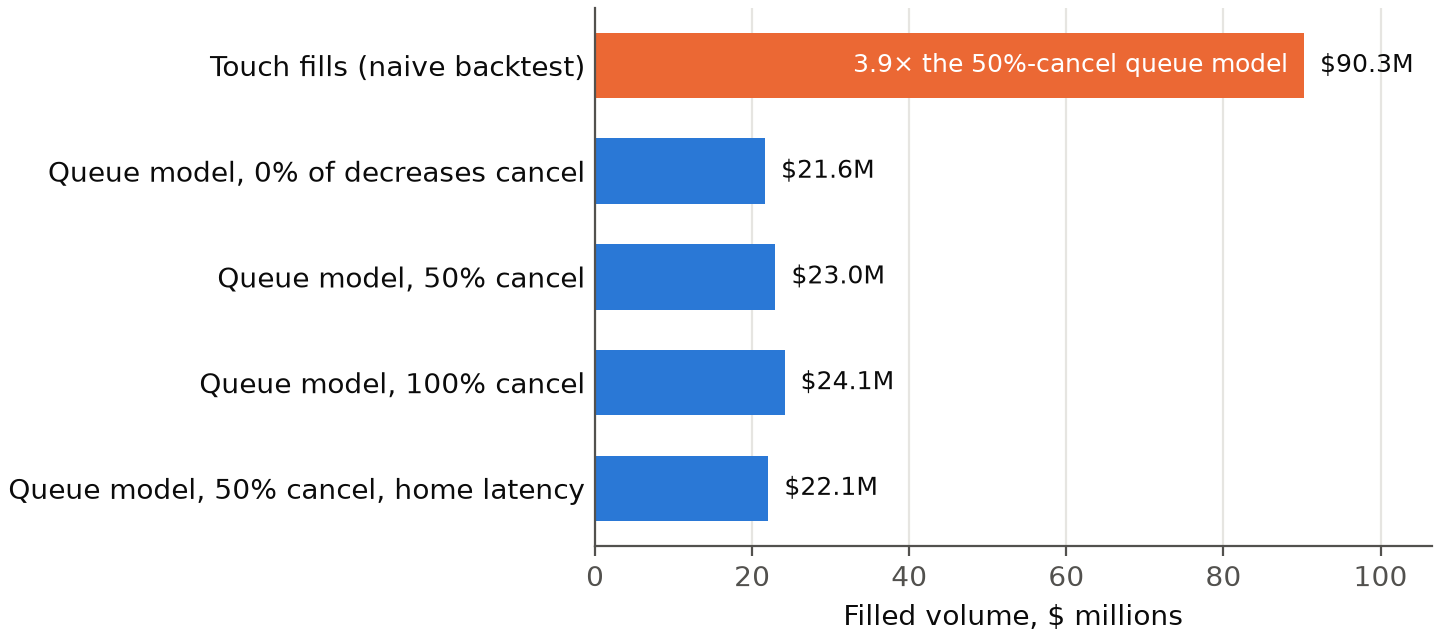 Touch fills (naive backtest)
3.9× the 50%-cancel queue model
$90.3M
Queue model, 0% of decreases cancel
$21.6M
Queue model, 50% cancel
$23.0M
Queue model, 100% cancel
$24.1M
Queue model, 50% cancel, home latency
$22.1M
0 20 40 60 80 100
Filled volume, $ millions